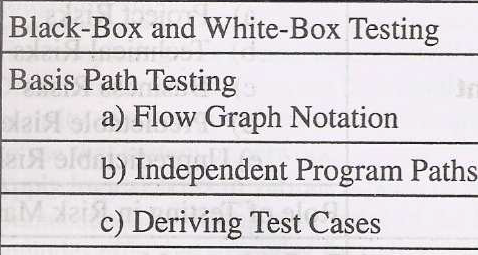 Black-Box and White-Box Testing
Basis Path Testing
a) Flow Graph Notation
b) Independent Program Paths
c) Deriving Test Cases